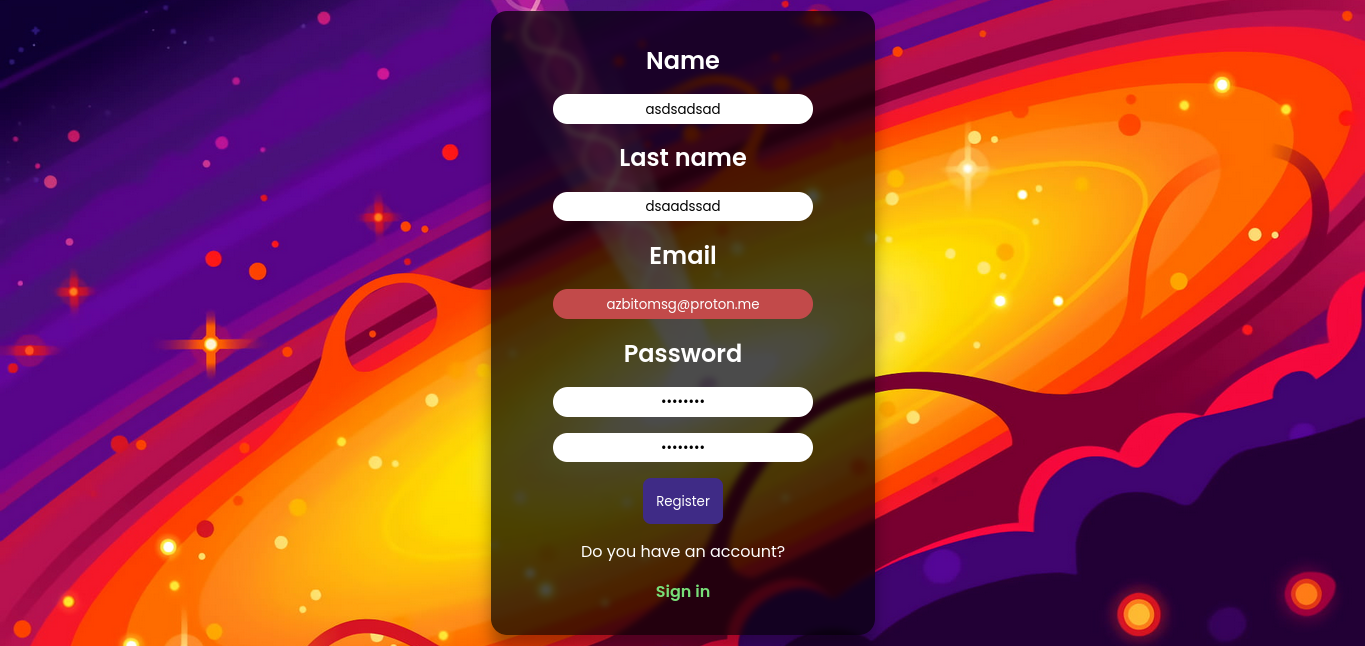 Name
asdsadsad
Last name
dsaadssad
Email
azbitomsg@proton.me
Password
••••••••
••••••••
Register
Do you have an account?
Sign in